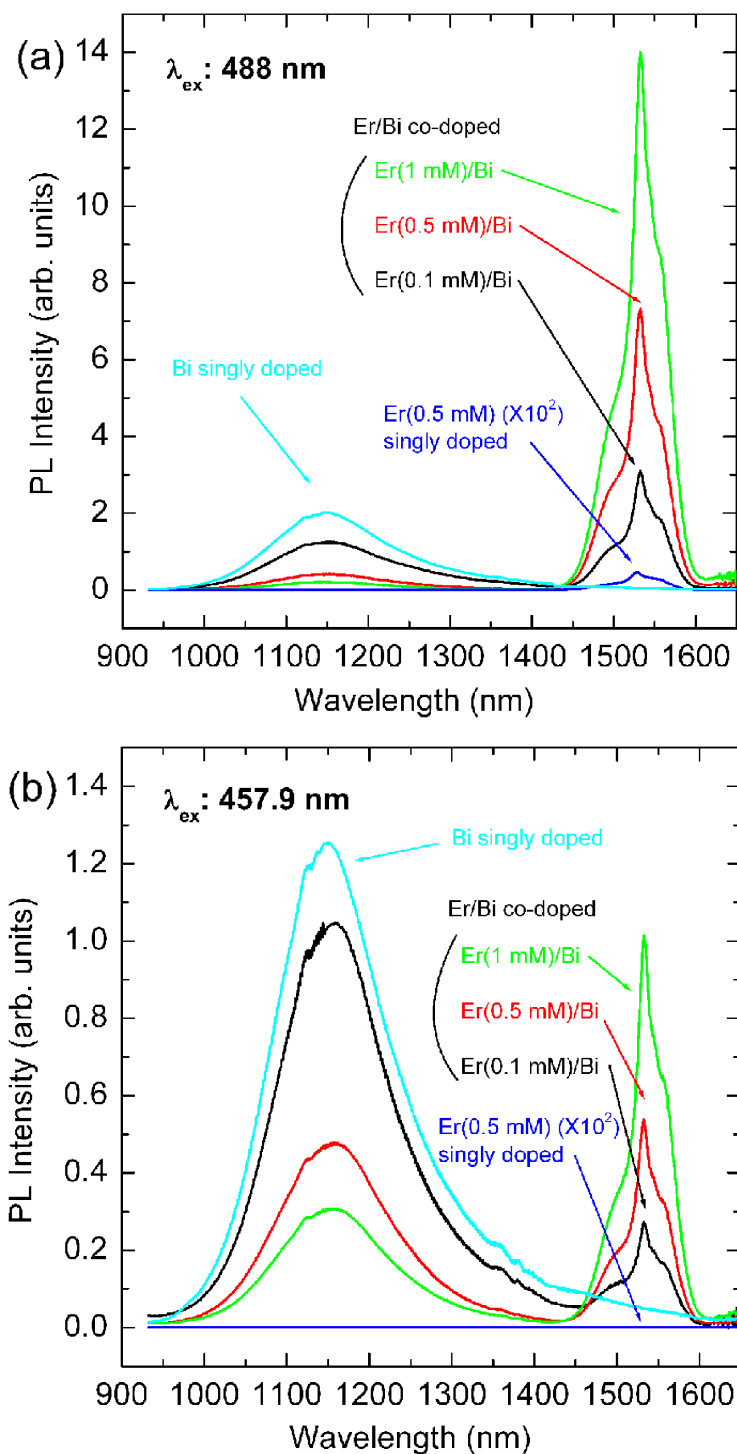 (a)
λex: 488 nm
Er/Bi co-doped
Er(1 mM)/Bi
Er(0.5 mM)/Bi
Er(0.1 mM)/Bi
Bi singly doped
Er(0.5 mM) (X10²)
singly doped
PL Intensity (arb. units)
14
12
10
8
6
4
2
0
900 1000 1100 1200 1300 1400 1500 1600
Wavelength (nm)
(b)
λex: 457.9 nm
Bi singly doped
Er/Bi co-doped
Er(1 mM)/Bi
Er(0.5 mM)/Bi
Er(0.1 mM)/Bi
Er(0.5 mM) (X10²)
singly doped
PL Intensity (arb. units)
1.4
1.2
1.0
0.8
0.6
0.4
0.2
0.0
900 1000 1100 1200 1300 1400 1500 1600
Wavelength (nm)